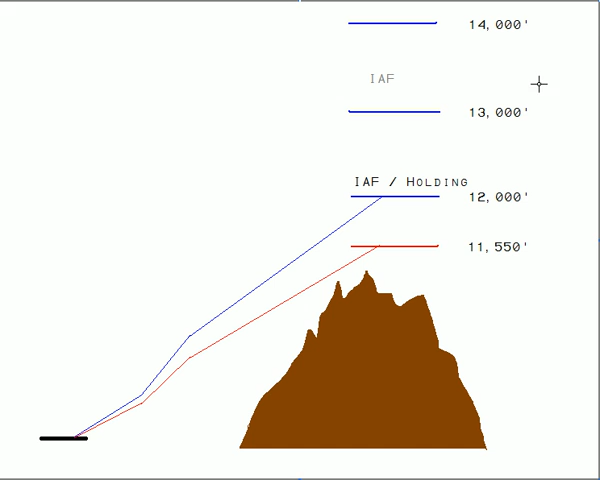 14,000'
IAF
13,000'
IAF / HOLDING
12,000'
11,550'